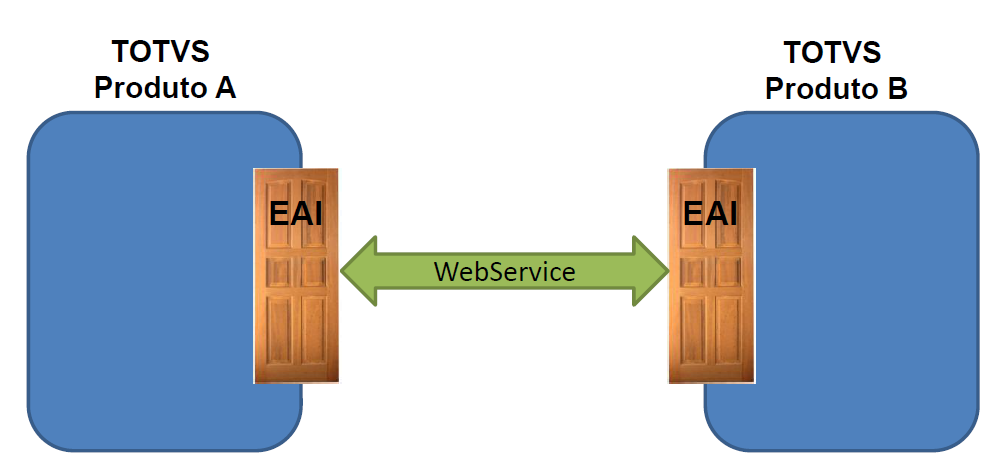 TOTVS
Produto A
TOTVS
Produto B
EAI
EAI
WebService